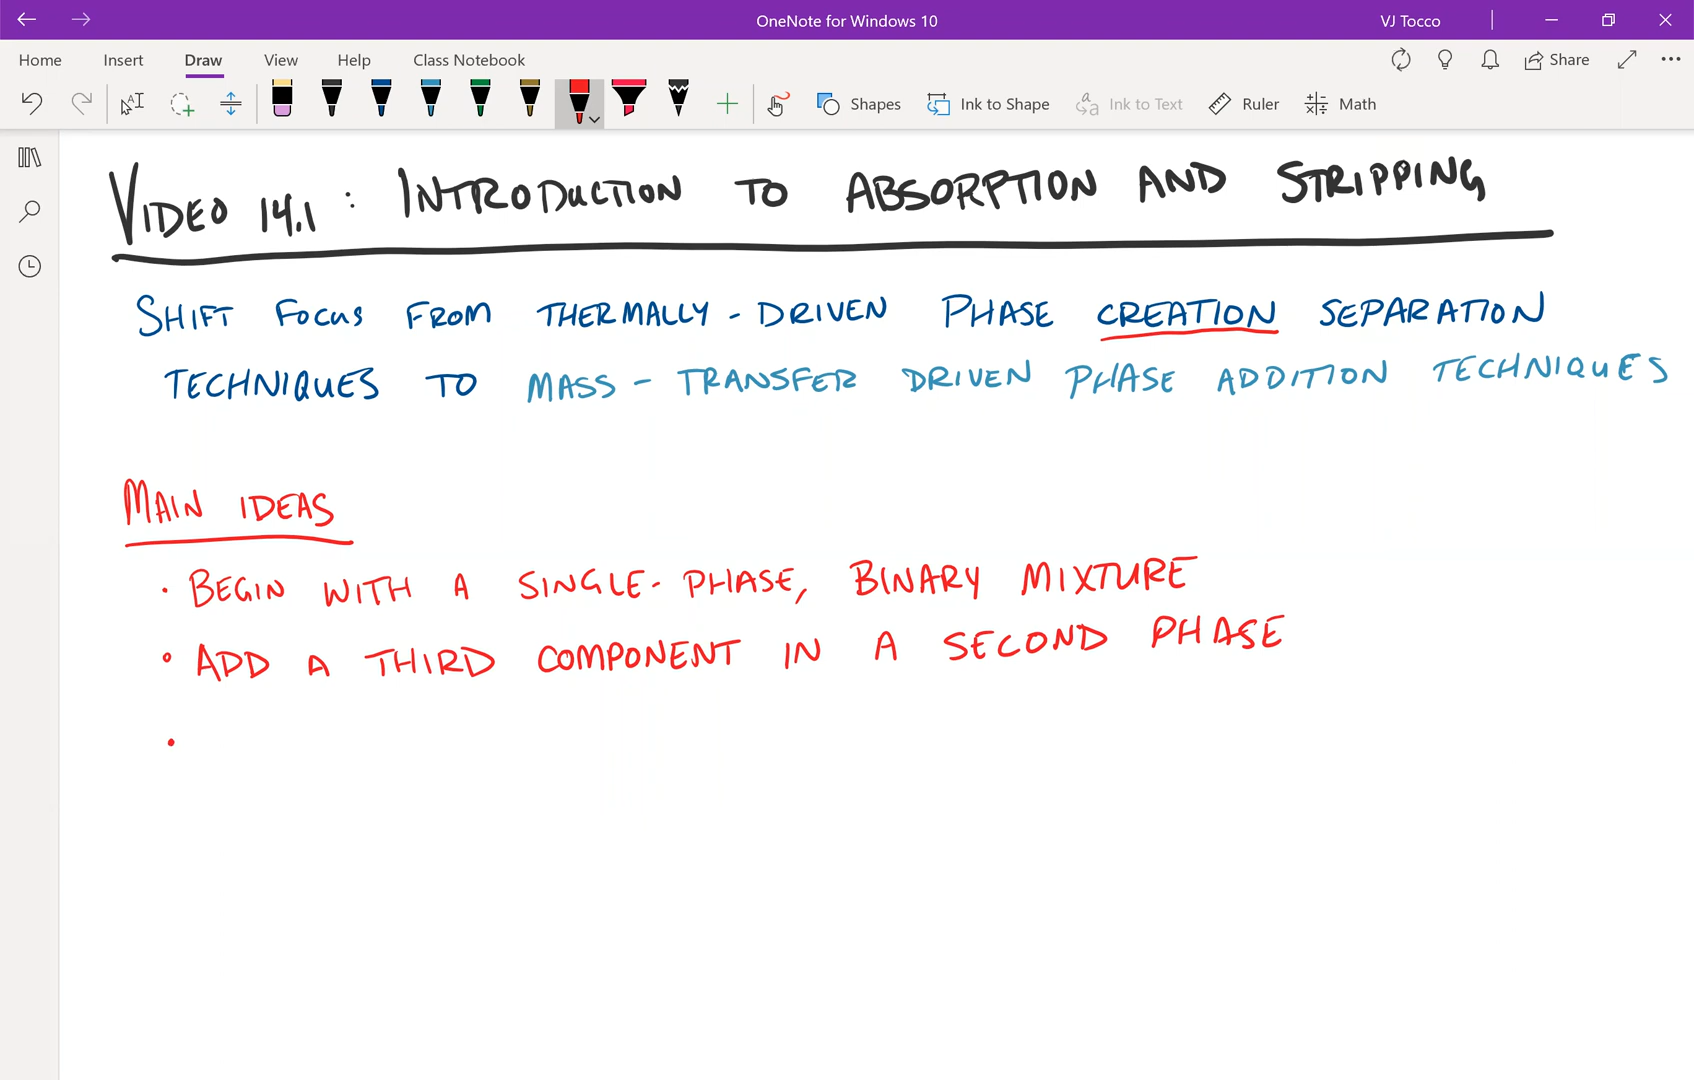 OneNote for Windows 10
VJ Tocco
Home Insert Draw View Help Class Notebook
Share
Shapes Ink to Shape Ink to Text Ruler Math
VIDEO 14.1 : INTRODUCTION TO ABSORPTION AND STRIPPING
SHIFT FOCUS FROM THERMALLY-DRIVEN PHASE CREATION SEPARATION
TECHNIQUES TO MASS-TRANSFER DRIVEN PHASE ADDITION TECHNIQUES
MAIN IDEAS
• BEGIN WITH A SINGLE-PHASE, BINARY MIXTURE
• ADD A THIRD COMPONENT IN A SECOND PHASE
•